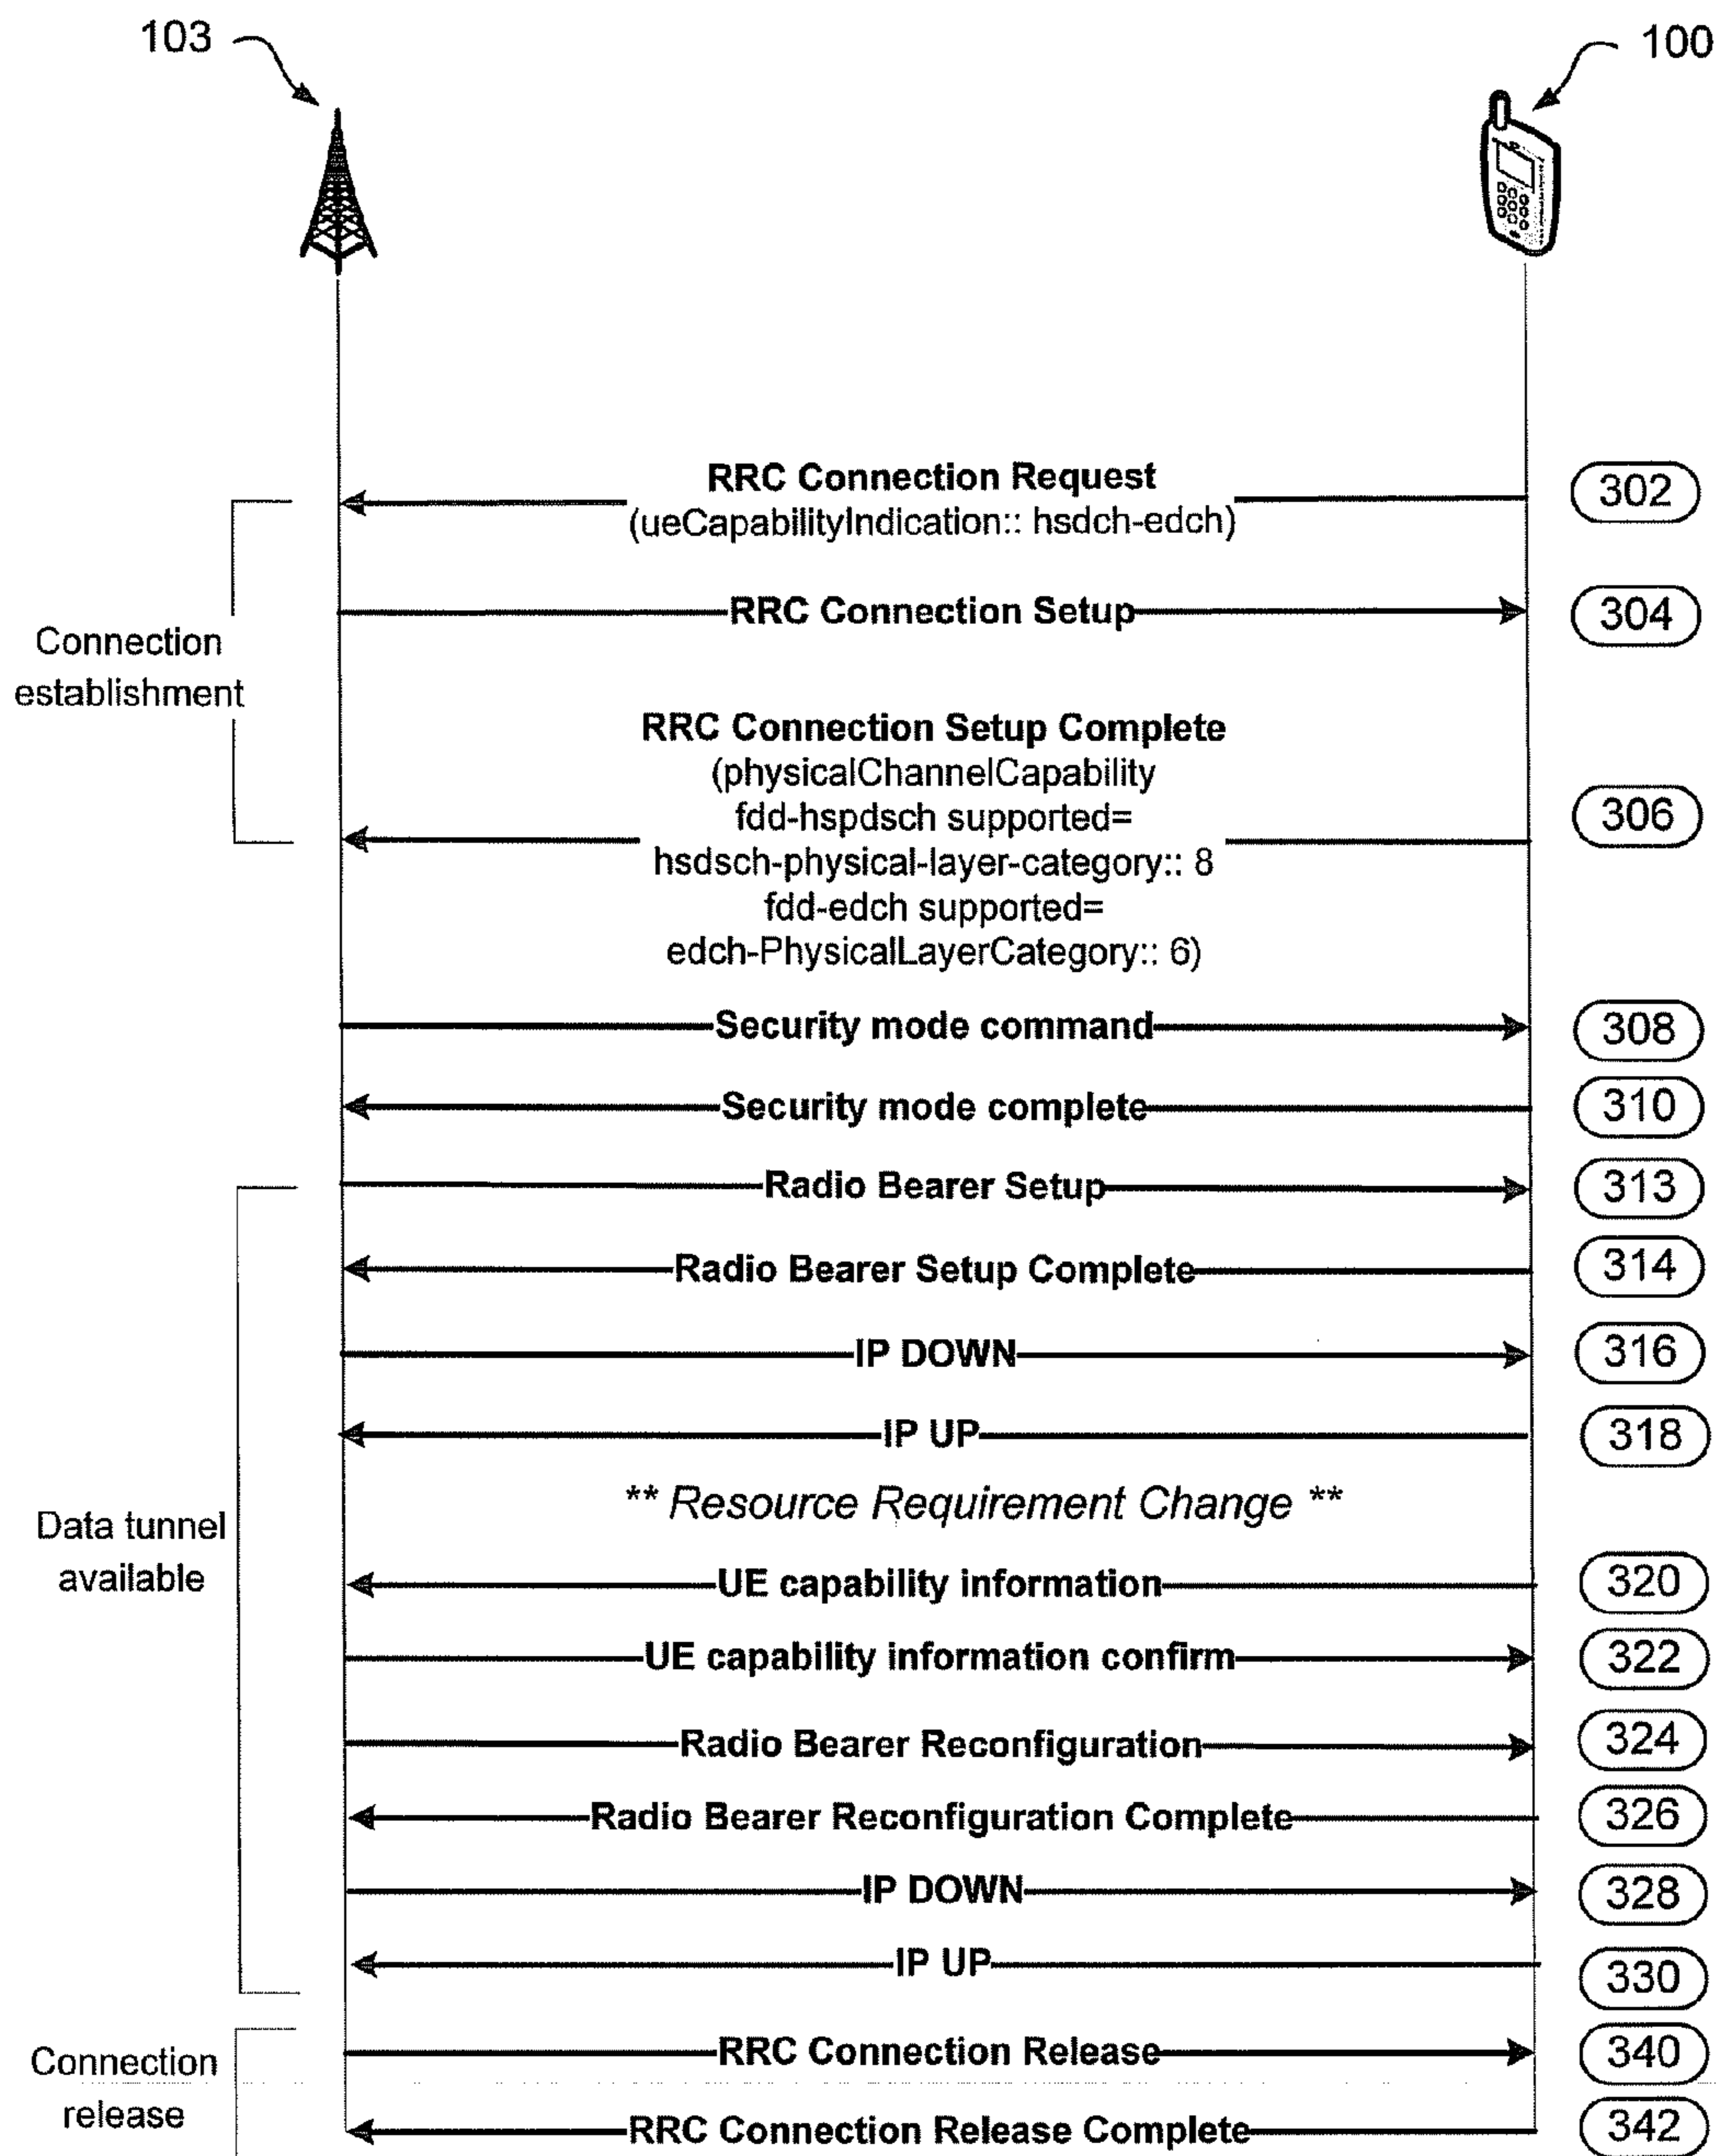 103
100
RRC Connection Request
(ueCapabilityIndication:: hsdch-edch)
302
RRC Connection Setup
304
Connection
establishment
RRC Connection Setup Complete
(physicalChannelCapability
fdd-hspdsch supported=
hsdsch-physical-layer-category:: 8
fdd-edch supported=
edch-PhysicalLayerCategory:: 6)
306
Security mode command
308
Security mode complete
310
Radio Bearer Setup
313
Radio Bearer Setup Complete
314
IP DOWN
316
IP UP
318
** Resource Requirement Change **
Data tunnel
available
UE capability information
320
UE capability information confirm
322
Radio Bearer Reconfiguration
324
Radio Bearer Reconfiguration Complete
326
IP DOWN
328
IP UP
330
Connection
release
RRC Connection Release
340
RRC Connection Release Complete
342